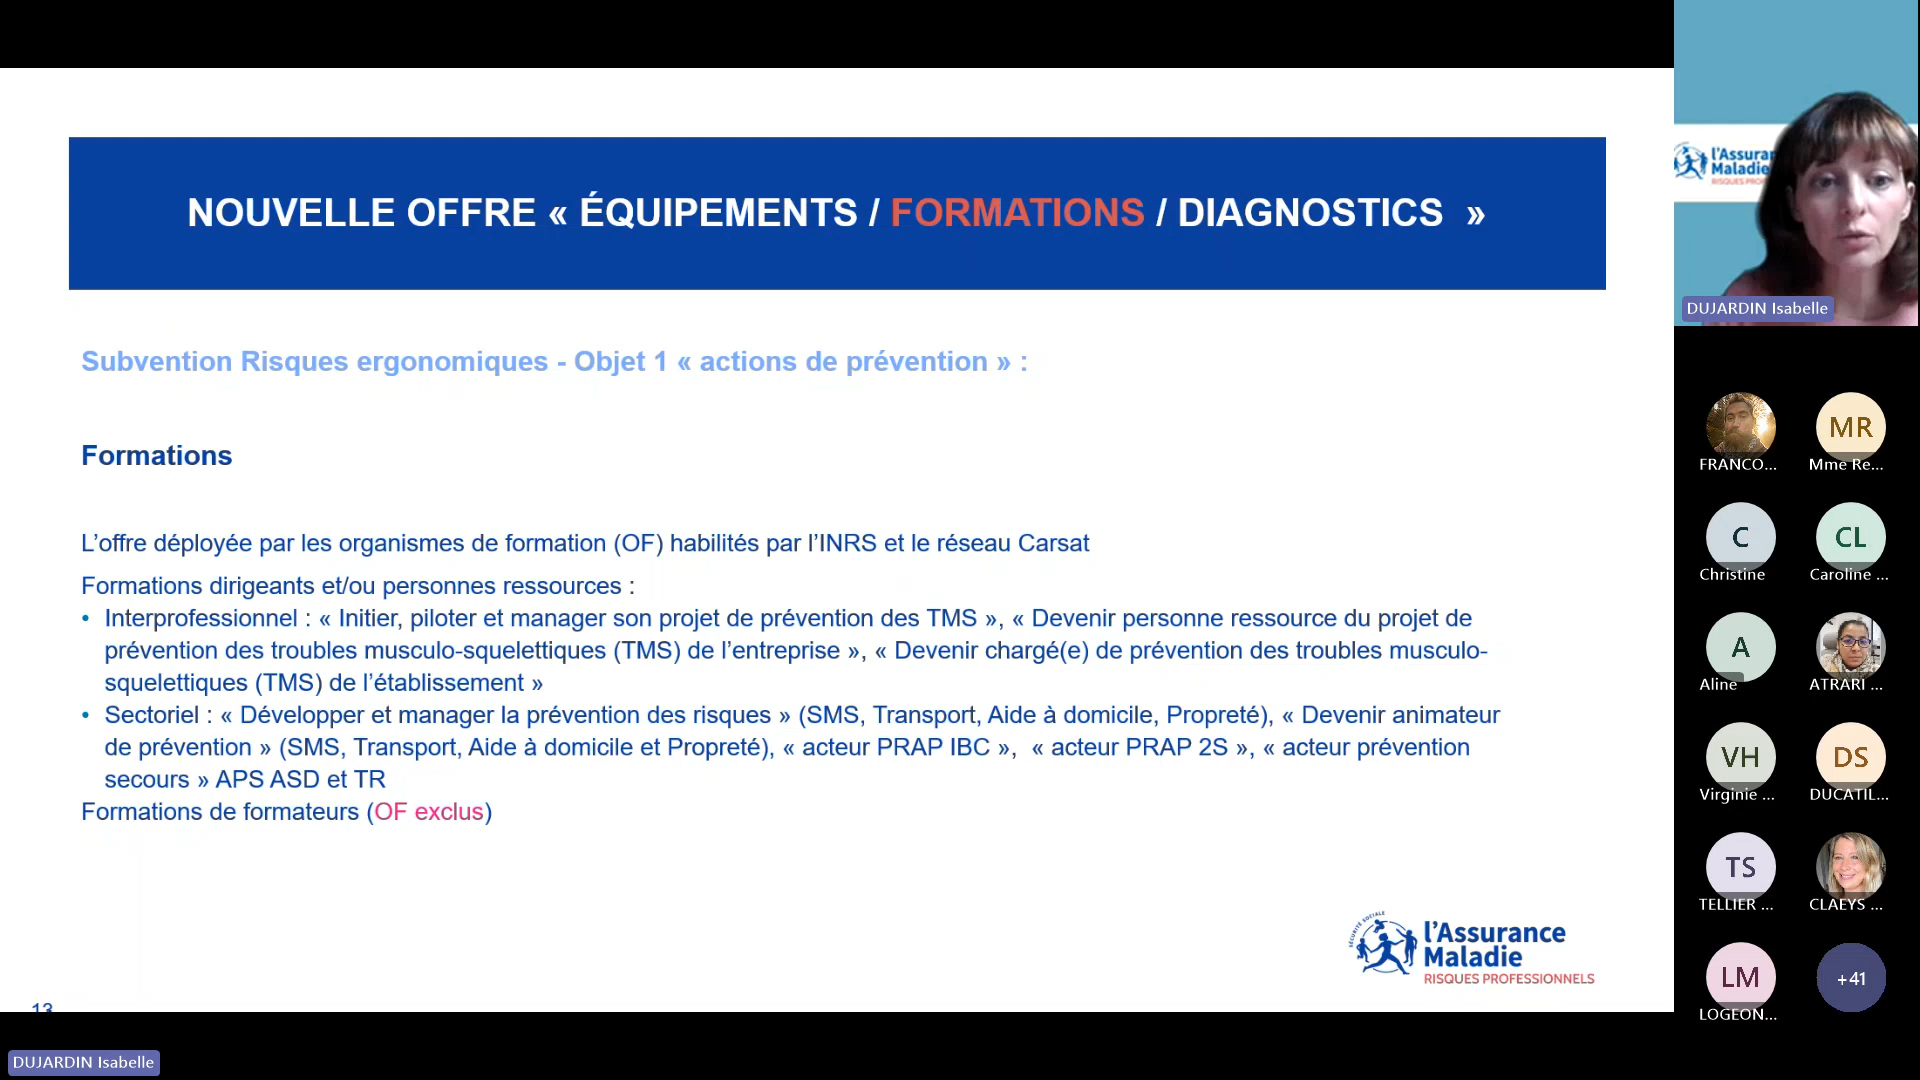 NOUVELLE OFFRE « ÉQUIPEMENTS / FORMATIONS / DIAGNOSTICS »
Subvention Risques ergonomiques - Objet 1 « actions de prévention » :
Formations
L’offre déployée par les organismes de formation (OF) habilités par l’INRS et le réseau Carsat
Formations dirigeants et/ou personnes ressources :
• Interprofessionnel : « Initier, piloter et manager son projet de prévention des TMS », « Devenir personne ressource du projet de
prévention des troubles musculo-squelettiques (TMS) de l’entreprise », « Devenir chargé(e) de prévention des troubles musculo-
squelettiques (TMS) de l’établissement »
• Sectoriel : « Développer et manager la prévention des risques » (SMS, Transport, Aide à domicile, Propreté), « Devenir animateur
de prévention » (SMS, Transport, Aide à domicile et Propreté), « acteur PRAP IBC », « acteur PRAP 2S », « acteur prévention
secours » APS ASD et TR
Formations de formateurs (OF exclus)
SÉCURITÉ SOCIALE
l’Assurance
Maladie
RISQUES PROFESSIONNELS
13
DUJARDIN Isabelle
l’Assura
Maladie
RISQUES PROF
DUJARDIN Isabelle
FRANCO...
MR
Mme Re...
C
Christine
CL
Caroline ...
A
Aline
ATRARI ...
VH
Virginie ...
DS
DUCATIL...
TS
TELLIER ...
CLAEYS ...
LM
LOGEON...
+41